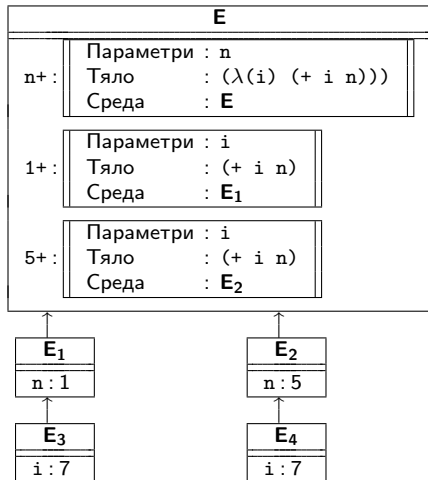 E
n+ :
Параметри : n
Тяло : (λ(i) (+ i n)))
Среда : E
1+ :
Параметри : i
Тяло : (+ i n)
Среда : E₁
5+ :
Параметри : i
Тяло : (+ i n)
Среда : E₂
E₁
n : 1
E₂
n : 5
E₃
i : 7
E₄
i : 7